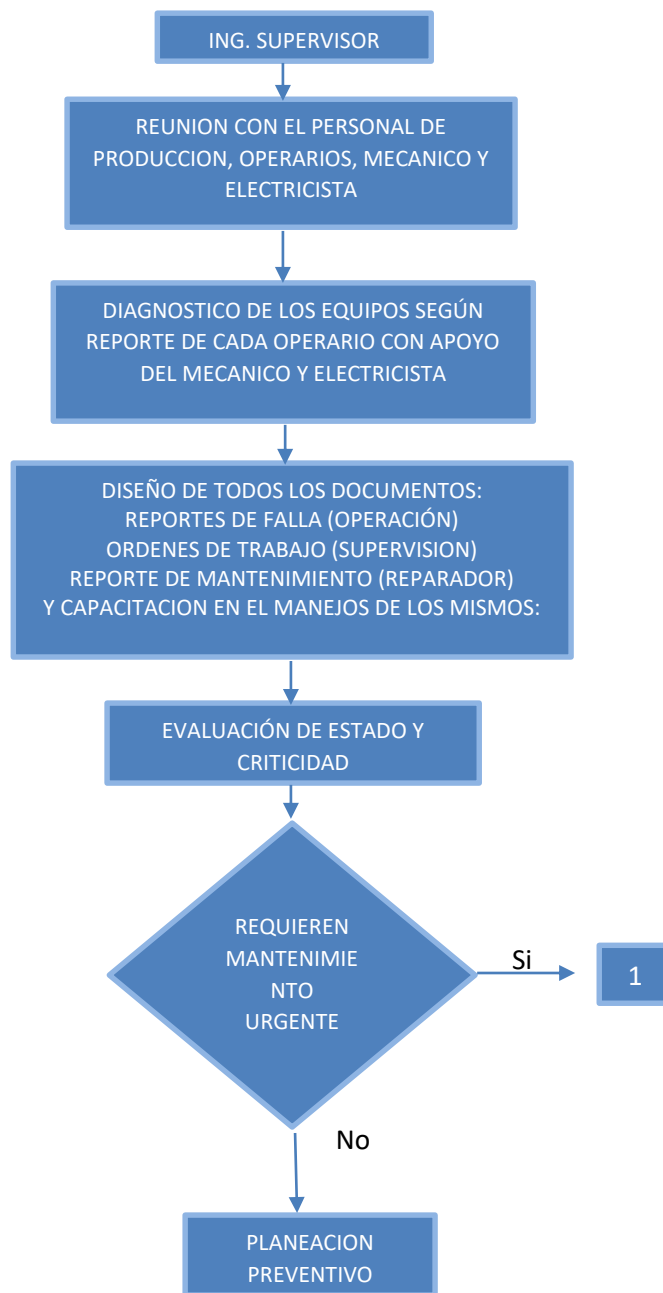 ING. SUPERVISOR
REUNION CON EL PERSONAL DE
PRODUCCION, OPERARIOS, MECANICO Y
ELECTRICISTA
DIAGNOSTICO DE LOS EQUIPOS SEGÚN
REPORTE DE CADA OPERARIO CON APOYO
DEL MECANICO Y ELECTRICISTA
DISEÑO DE TODOS LOS DOCUMENTOS:
REPORTES DE FALLA (OPERACIÓN)
ORDENES DE TRABAJO (SUPERVISION)
REPORTE DE MANTENIMIENTO (REPARADOR)
Y CAPACITACION EN EL MANEJOS DE LOS MISMOS:
EVALUACIÓN DE ESTADO Y
CRITICIDAD
REQUIEREN
MANTENIMIE
NTO
URGENTE
Si
1
No
PLANEACION
PREVENTIVO